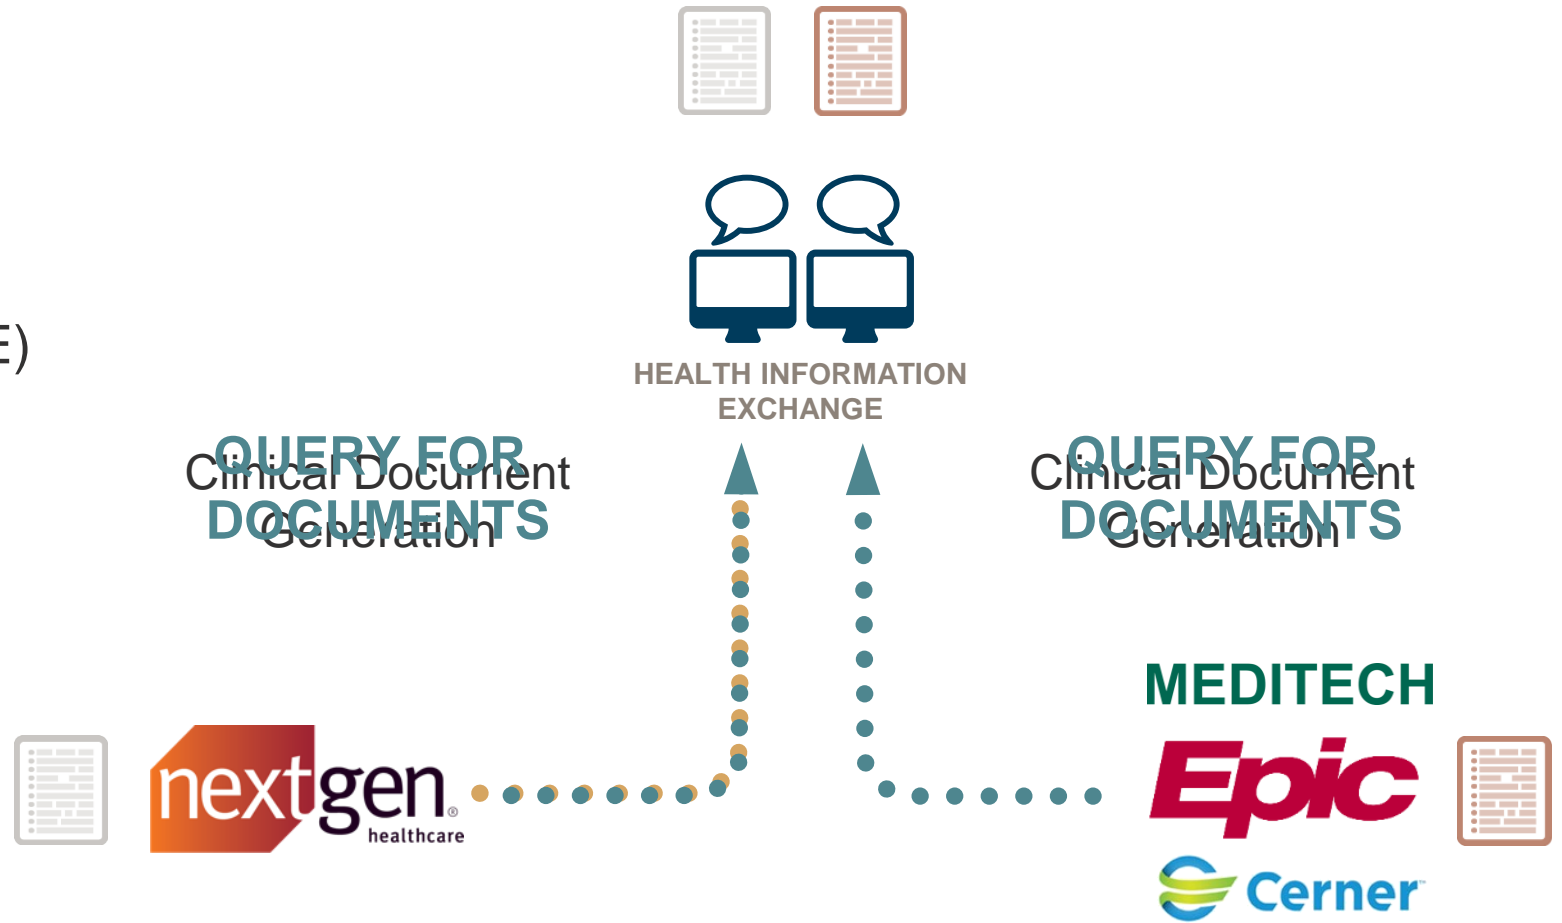 HEALTH INFORMATION
EXCHANGE
E)
QUERY FOR
DOCUMENTS
Clinical Document
Generation
QUERY FOR
DOCUMENTS
Clinical Document
Generation
MEDITECH
nextgen®
healthcare
Epic
Cerner™